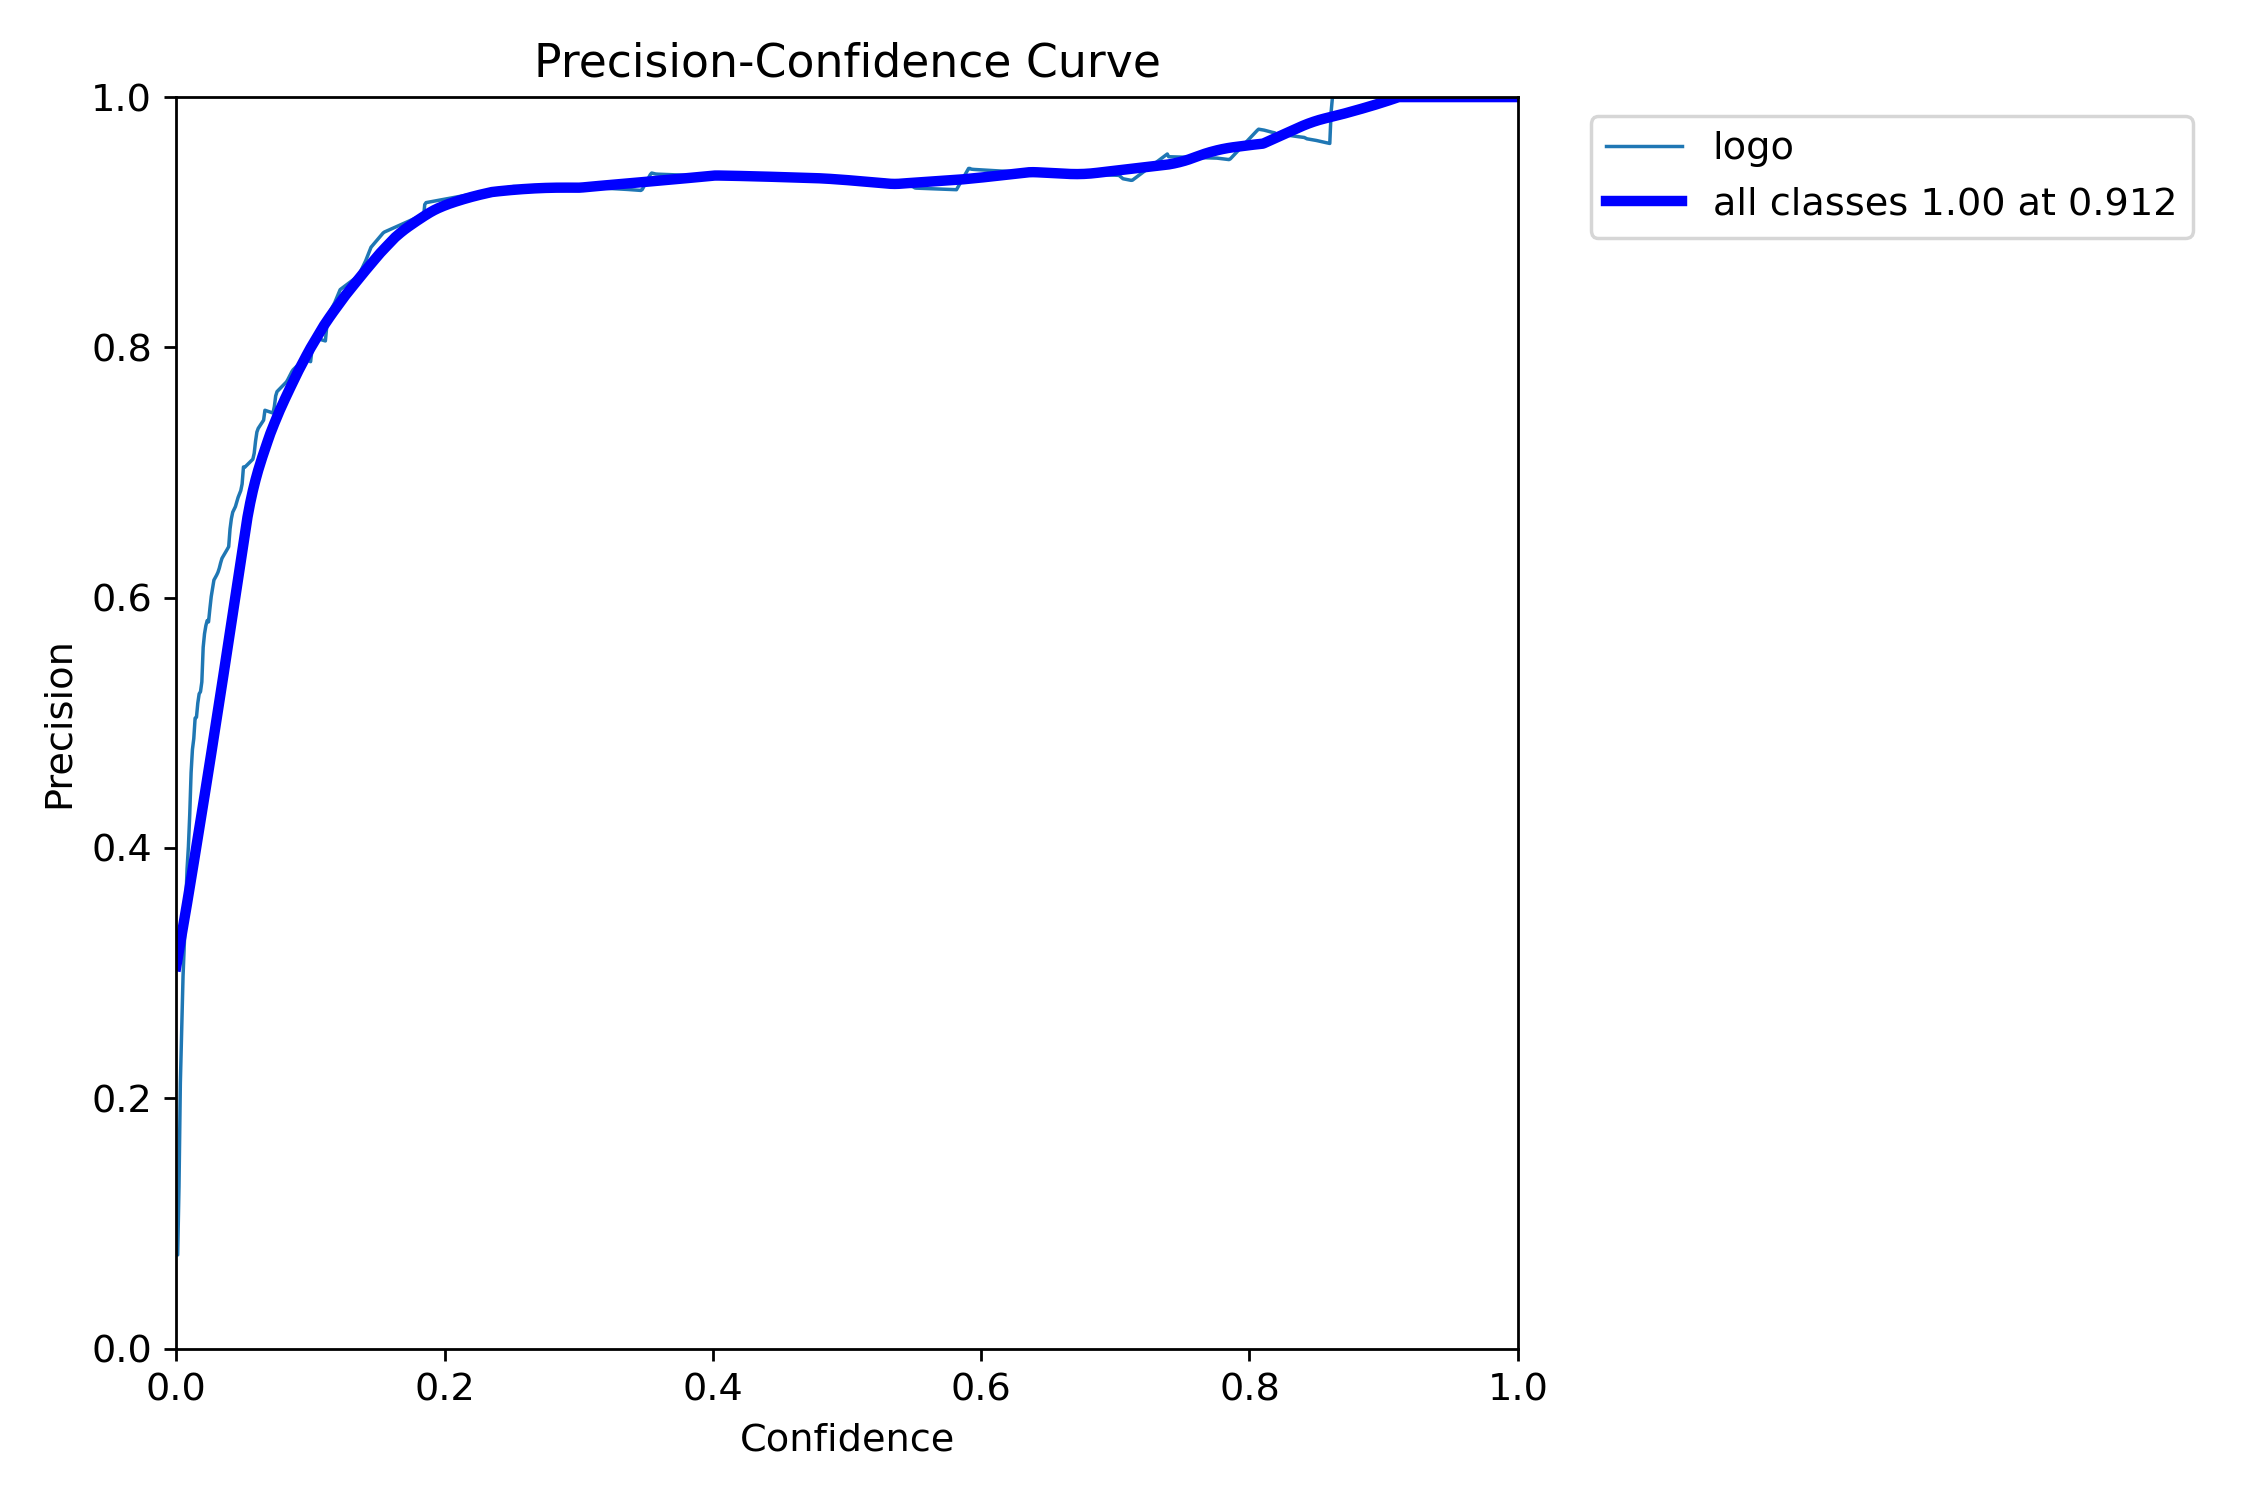 Precision-Confidence Curve
logo
all classes 1.00 at 0.912
Precision
1.0
0.8
0.6
0.4
0.2
0.0
0.0 0.2 0.4 0.6 0.8 1.0
Confidence